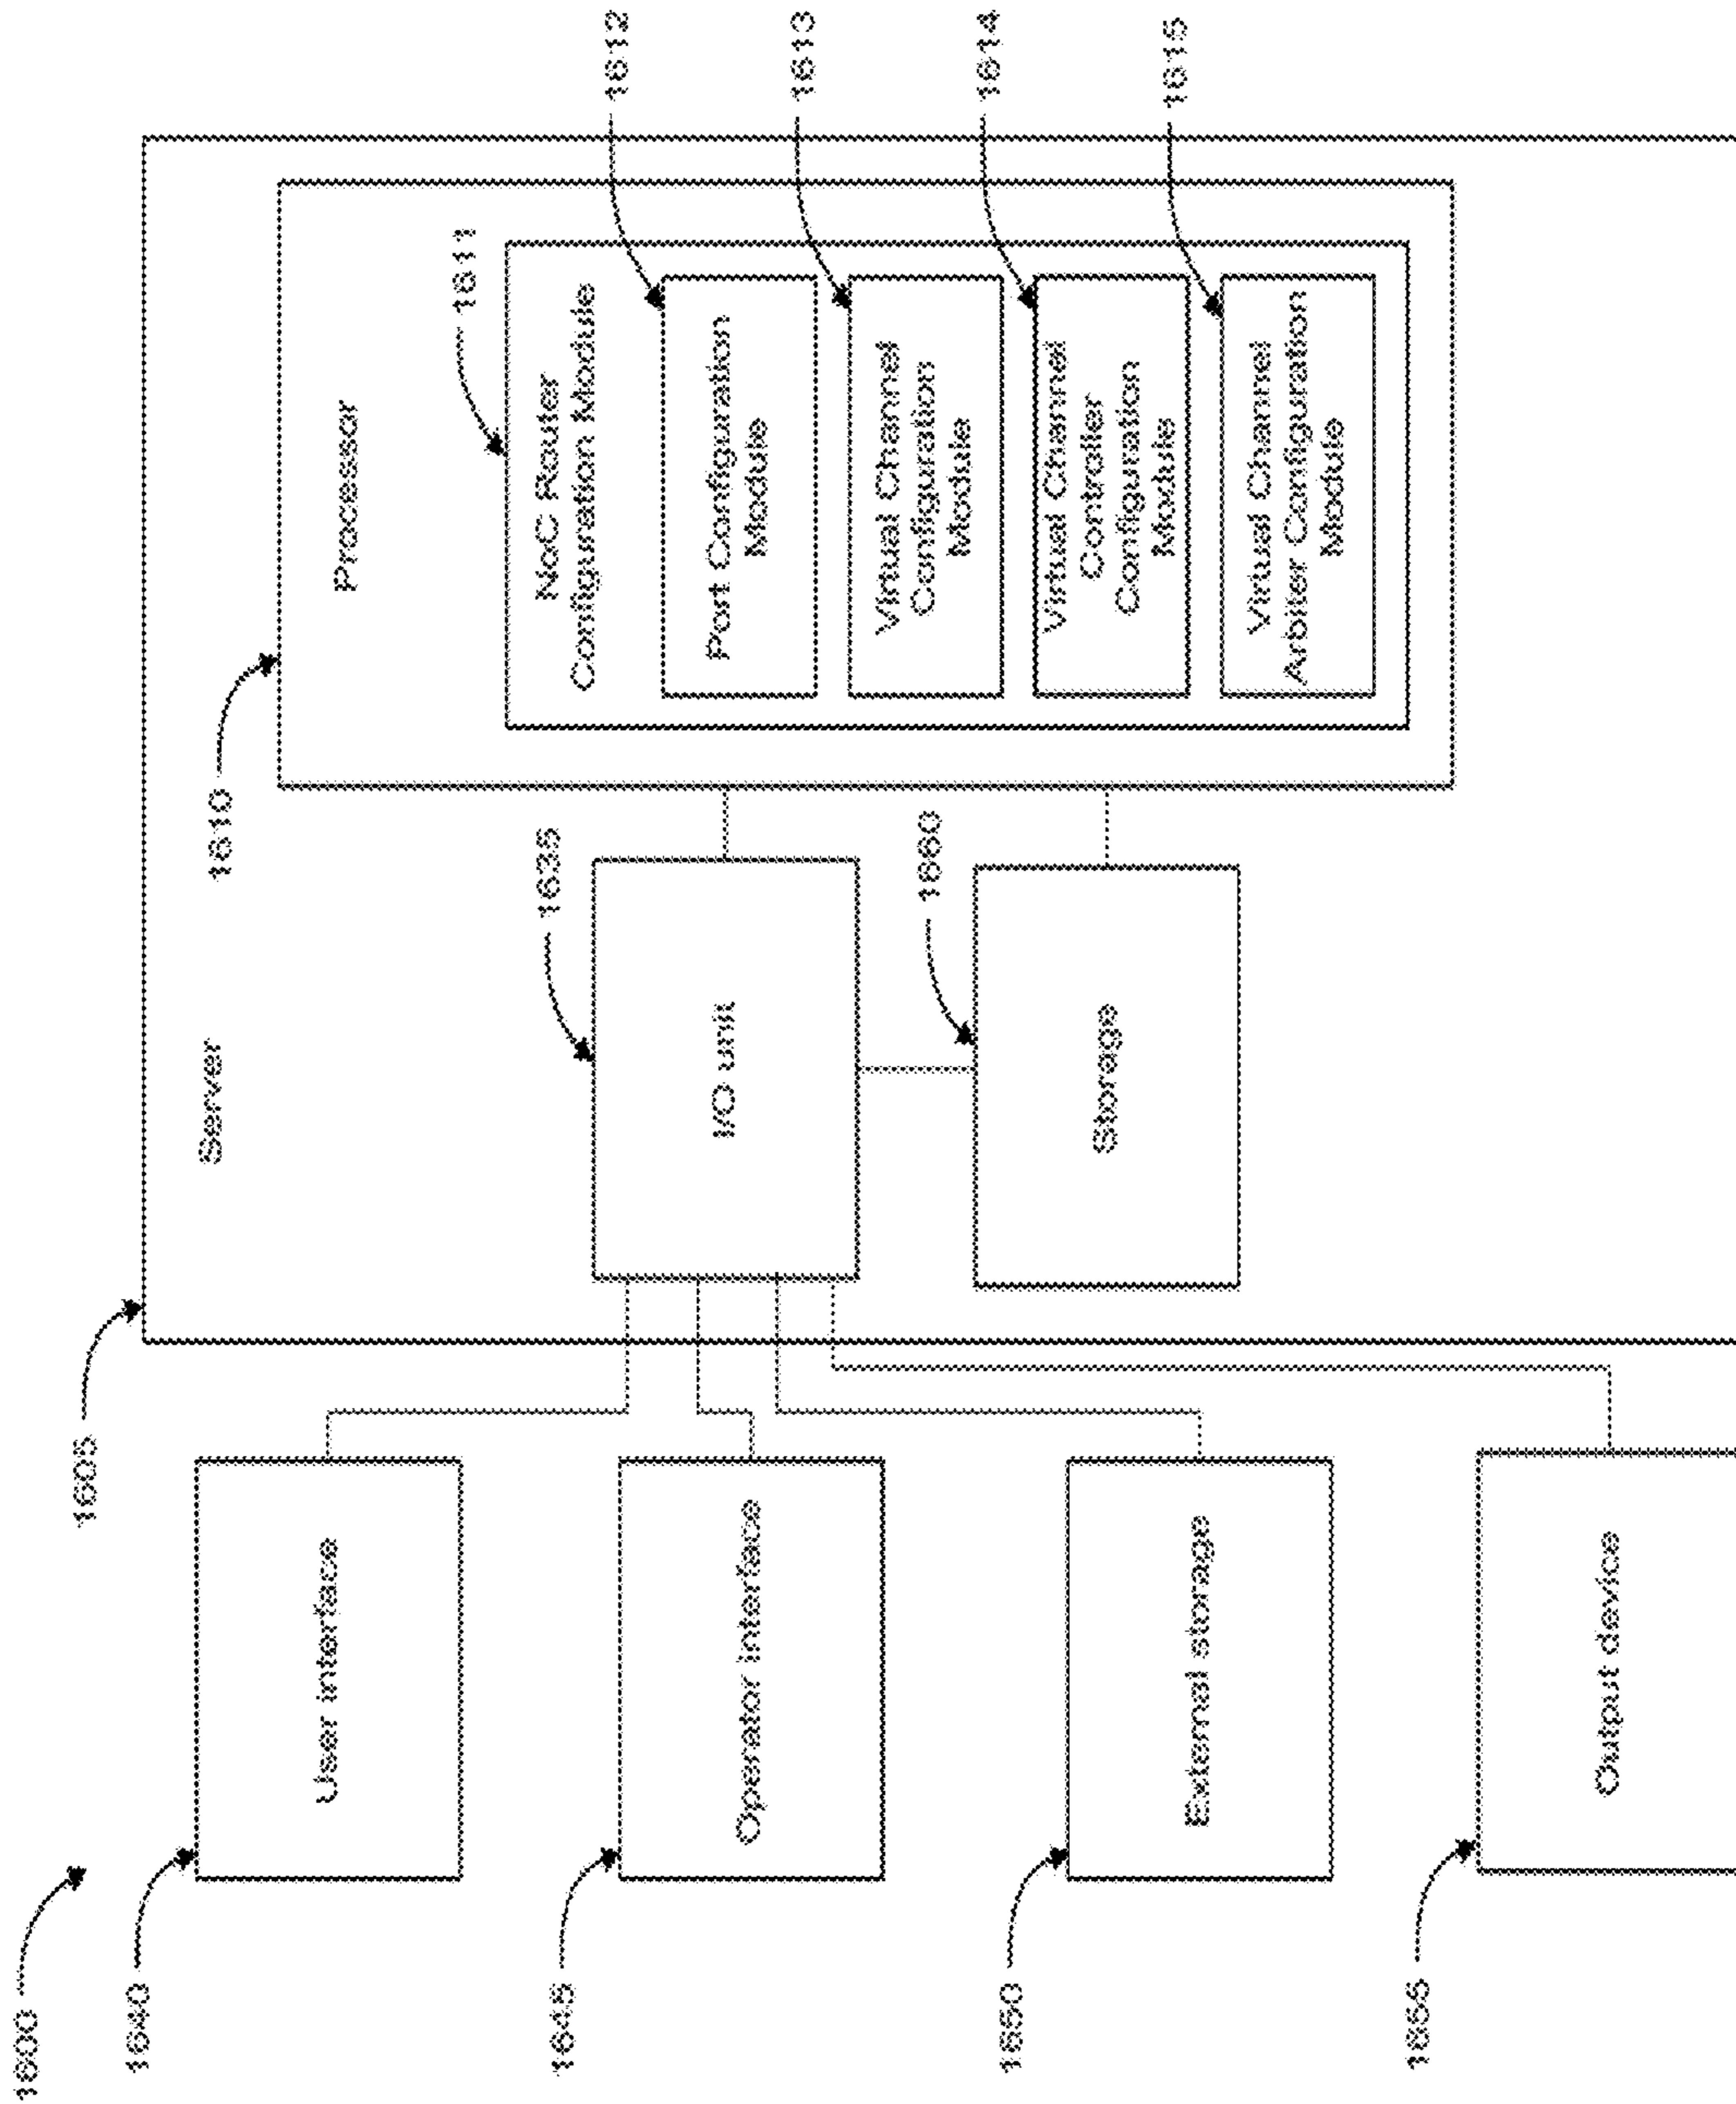 1600
1605
1640
User interface
Server
1610
Processor
1611
NoC Router
Configuration Module
1645
Operator interface
1635
I/O unit
1612
Port Configuration
Module
1613
Virtual Channel
Configuration
Module
1650
External storage
1660
Storage
1614
Virtual Channel
Controller
Configuration
Module
1615
Virtual Channel
Arbiter Configuration
Module
1655
Output device